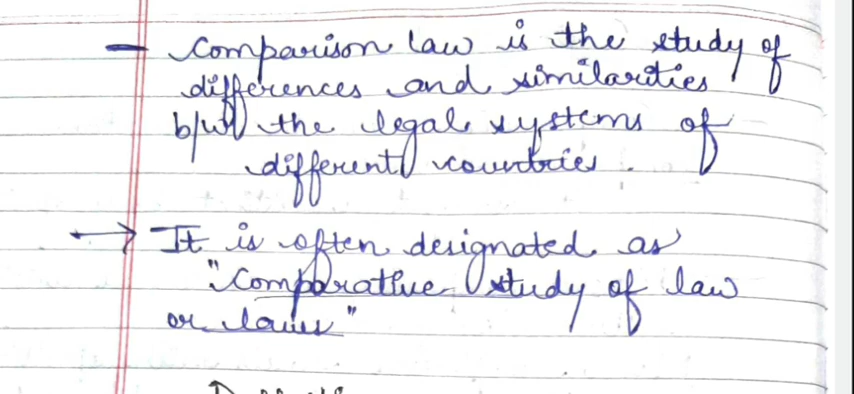 – Comparison law is the study of
differences and similarities
b/w the legal systems of
different countries.
→ It is often designated as
"Comparative study of law
or laws"